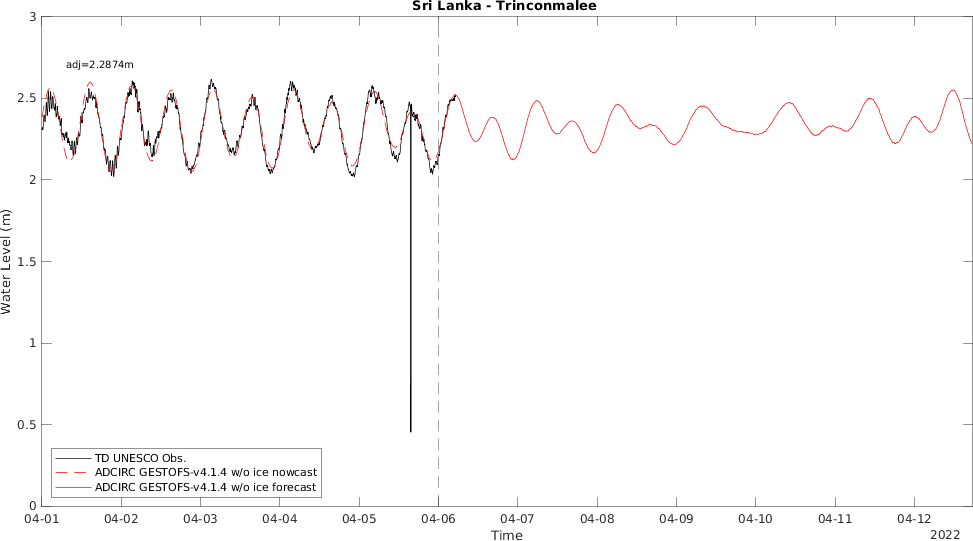 Sri Lanka - Trinconmalee
3
adj=2.2874m
2.5
2
1.5
1
0.5
0
Water Level (m)
TD UNESCO Obs.
ADCIRC GESTOFS-v4.1.4 w/o ice nowcast
ADCIRC GESTOFS-v4.1.4 w/o ice forecast
04-01 04-02 04-03 04-04 04-05 04-06 04-07 04-08 04-09 04-10 04-11 04-12
Time
2022